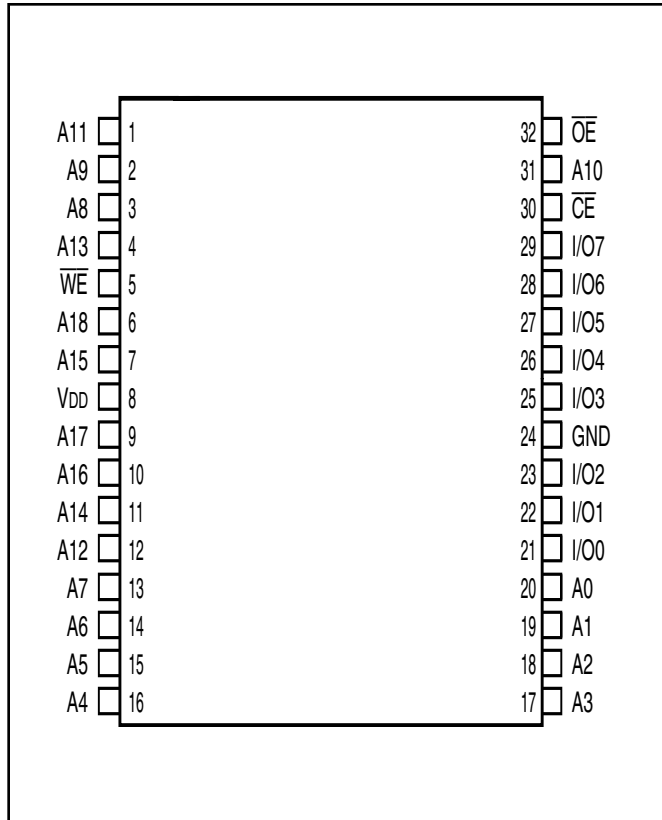 A11 1 32 O̅E̅
A9 2 31 A10
A8 3 30 C̅E̅
A13 4 29 I/O7
W̅E̅ 5 28 I/O6
A18 6 27 I/O5
A15 7 26 I/O4
VDD 8 25 I/O3
A17 9 24 GND
A16 10 23 I/O2
A14 11 22 I/O1
A12 12 21 I/O0
A7 13 20 A0
A6 14 19 A1
A5 15 18 A2
A4 16 17 A3